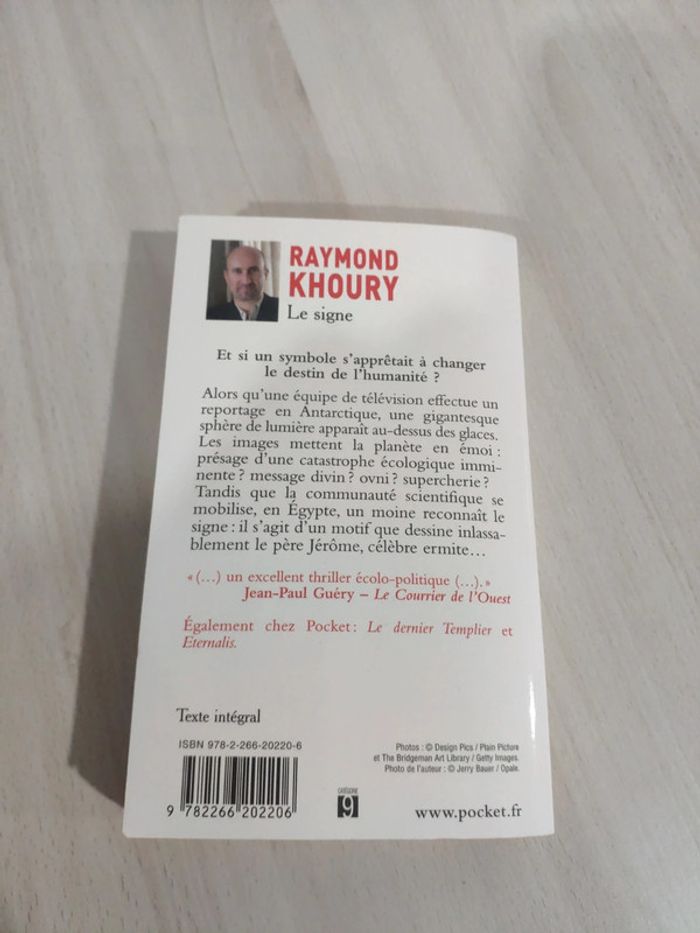 RAYMOND
KHOURY
Le signe
Et si un symbole s'apprêtait à changer
le destin de l'humanité ?
Alors qu'une équipe de télévision effectue un
reportage en Antarctique, une gigantesque
sphère de lumière apparaît au-dessus des glaces.
Les images mettent la planète en émoi :
présage d'une catastrophe écologique immi-
nente ? message divin ? ovni ? supercherie ?
Tandis que la communauté scientifique se
mobilise, en Égypte, un moine reconnaît le
signe : il s'agit d'un motif que dessine inlassa-
blement le père Jérôme, célèbre ermite…
« (…) un excellent thriller écolo-politique (…). »
Jean-Paul Guéry – Le Courrier de l'Ouest
Également chez Pocket : Le dernier Templier et
Eternalis.
Texte intégral
ISBN 978-2-266-20220-6
9 782266 202206
Photos : © Design Pics / Plain Picture
et The Bridgeman Art Library / Getty Images.
Photo de l'auteur : © Jerry Bauer / Opale.
CATÉGORIE
9
www.pocket.fr